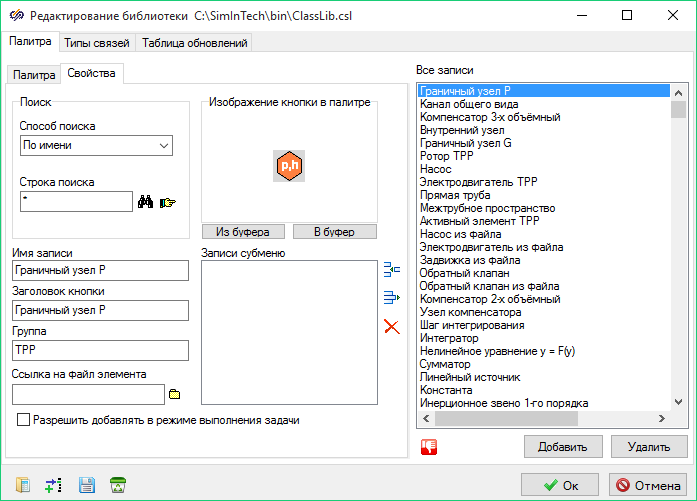 Редактирование библиотеки C:\SimInTech\bin\ClassLib.csl
Палитра
Типы связей
Таблица обновлений
Палитра
Свойства
Поиск
Способ поиска
По имени
Строка поиска
*
Изображение кнопки в палитре
p,h
Из буфера
В буфер
Имя записи
Граничный узел P
Заголовок кнопки
Граничный узел P
Группа
ТРР
Ссылка на файл элемента
Записи субменю
Разрешить добавлять в режиме выполнения задачи
Все записи
Граничный узел P
Канал общего вида
Компенсатор 3-х объёмный
Внутренний узел
Граничный узел G
Ротор ТРР
Насос
Электродвигатель ТРР
Прямая труба
Межтрубное пространство
Активный элемент ТРР
Насос из файла
Электродвигатель из файла
Задвижка из файла
Обратный клапан
Обратный клапан из файла
Компенсатор 2-х объёмный
Узел компенсатора
Шаг интегрирования
Интегратор
Нелинейное уравнение y = F(y)
Сумматор
Линейный источник
Константа
Инерционное звено 1-го порядка
Добавить
Удалить
Ок
Отмена